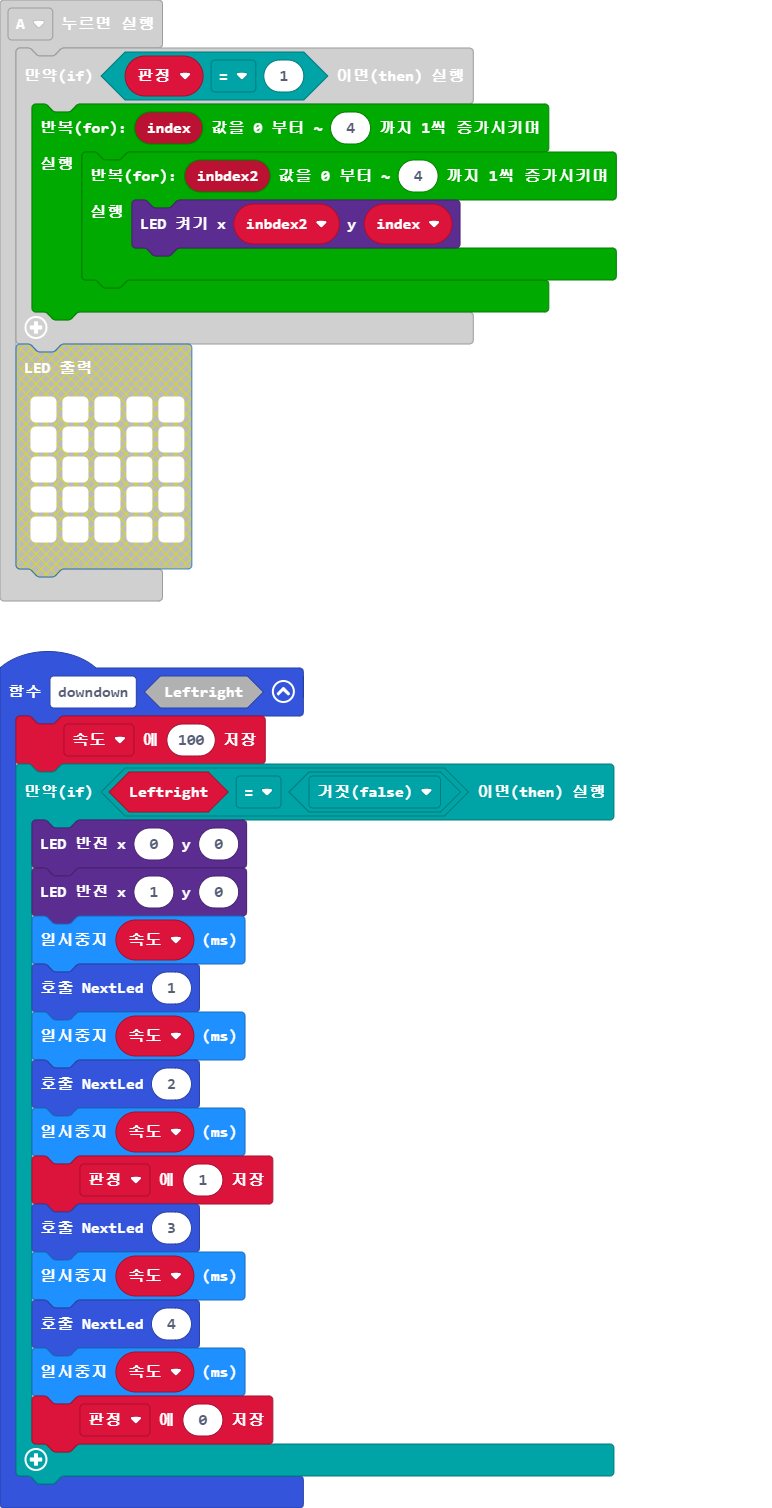 A 누르면 실행
만약(if) 판정 = 1 이면(then) 실행
반복(for): index 값을 0 부터 ~ 4 까지 1씩 증가시키며
실행
반복(for): inbdex2 값을 0 부터 ~ 4 까지 1씩 증가시키며
실행
LED 켜기 x inbdex2 y index
LED 출력
함수 downdown Leftright
속도 에 100 저장
만약(if) Leftright = 거짓(false) 이면(then) 실행
LED 반전 x 0 y 0
LED 반전 x 1 y 0
일시중지 속도 (ms)
호출 NextLed 1
일시중지 속도 (ms)
호출 NextLed 2
일시중지 속도 (ms)
판정 에 1 저장
호출 NextLed 3
일시중지 속도 (ms)
호출 NextLed 4
일시중지 속도 (ms)
판정 에 0 저장